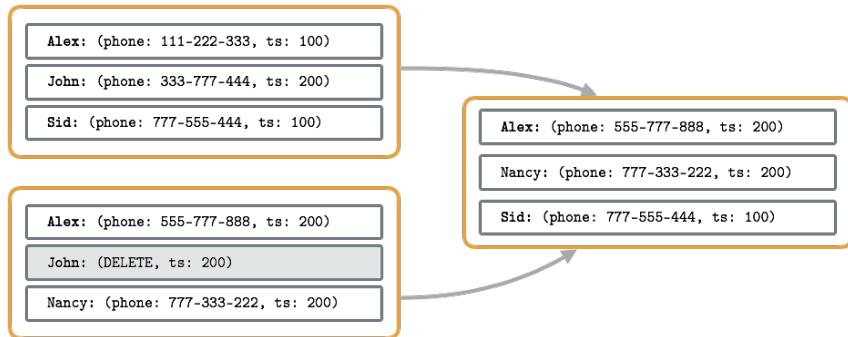 Alex: (phone: 111-222-333, ts: 100)
John: (phone: 333-777-444, ts: 200)
Sid: (phone: 777-555-444, ts: 100)
Alex: (phone: 555-777-888, ts: 200)
John: (DELETE, ts: 200)
Nancy: (phone: 777-333-222, ts: 200)
Alex: (phone: 555-777-888, ts: 200)
Nancy: (phone: 777-333-222, ts: 200)
Sid: (phone: 777-555-444, ts: 100)